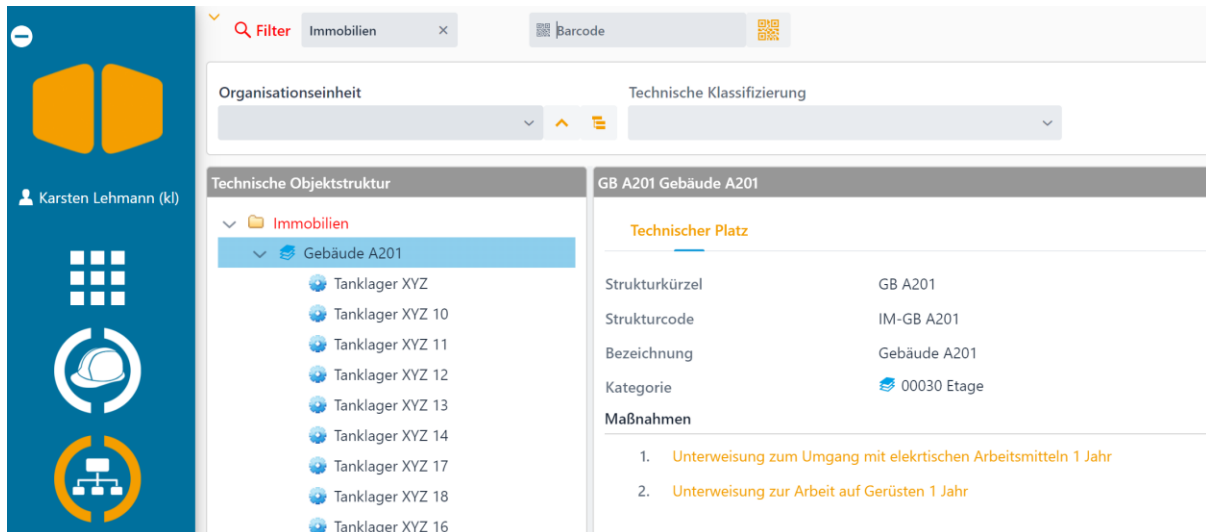 Filter Immobilien × Barcode
Organisationseinheit Technische Klassifizierung
Karsten Lehmann (kl)
Technische Objektstruktur
Immobilien
Gebäude A201
Tanklager XYZ
Tanklager XYZ 10
Tanklager XYZ 11
Tanklager XYZ 12
Tanklager XYZ 13
Tanklager XYZ 14
Tanklager XYZ 17
Tanklager XYZ 18
Tanklager XYZ 16
GB A201 Gebäude A201
Technischer Platz
Strukturkürzel GB A201
Strukturcode IM-GB A201
Bezeichnung Gebäude A201
Kategorie 00030 Etage
Maßnahmen
1. Unterweisung zum Umgang mit elekrtischen Arbeitsmitteln 1 Jahr
2. Unterweisung zur Arbeit auf Gerüsten 1 Jahr